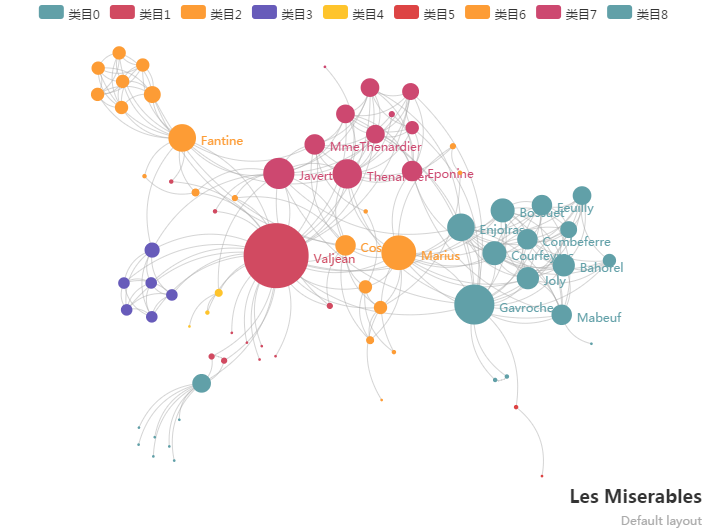 类目0 类目1 类目2 类目3 类目4 类目5 类目6 类目7 类目8
Fantine
MmeThenardier
Javert
Thenardier
Eponine
Feuilly
Bossuet
Enjolras
Combeferre
Marius
Courfeyrac
Valjean
Bahorel
Joly
Gavroche
Mabeuf
Les Miserables
Default layout